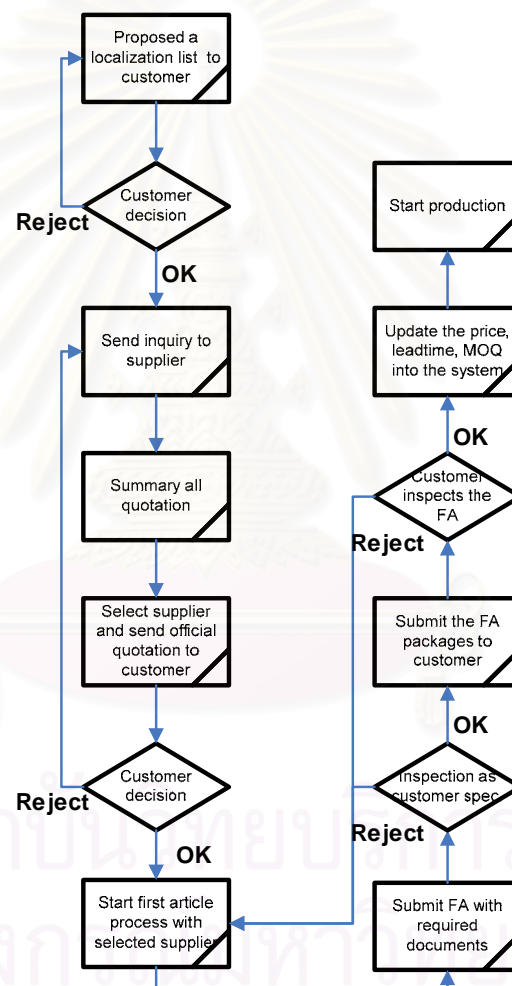 Proposed a
localization list to
customer
Customer
decision
Reject
OK
Send inquiry to
supplier
Summary all
quotation
Select supplier
and send official
quotation to
customer
Customer
decision
Reject
OK
Start first article
process with
selected supplier
Start production
Update the price,
leadtime, MOQ
into the system
OK
Customer
inspects the
FA
Reject
Submit the FA
packages to
customer
OK
Inspection as
customer spec
Reject
Submit FA with
required
documents